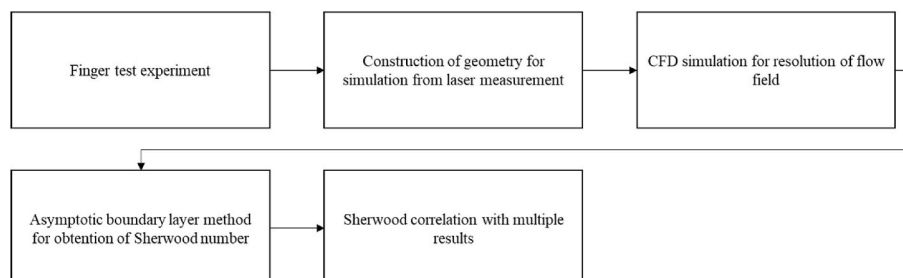 Finger test experiment
Construction of geometry for
simulation from laser measurement
CFD simulation for resolution of flow
field
Asymptotic boundary layer method
for obtention of Sherwood number
Sherwood correlation with multiple
results